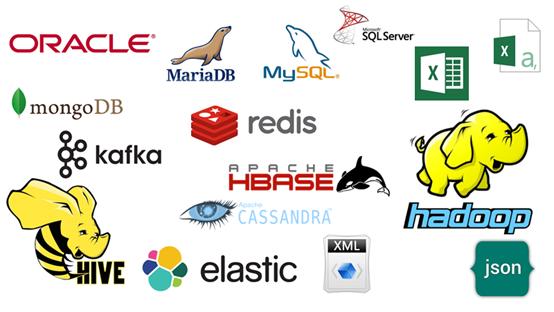 ORACLE®
MariaDB
MySQL®
Microsoft®
SQL Server
X
X
a,
mongoDB
redis
kafka
APACHE
HBASE
hadoop
Apache
CASSANDRA
HIVE
elastic
XML
json